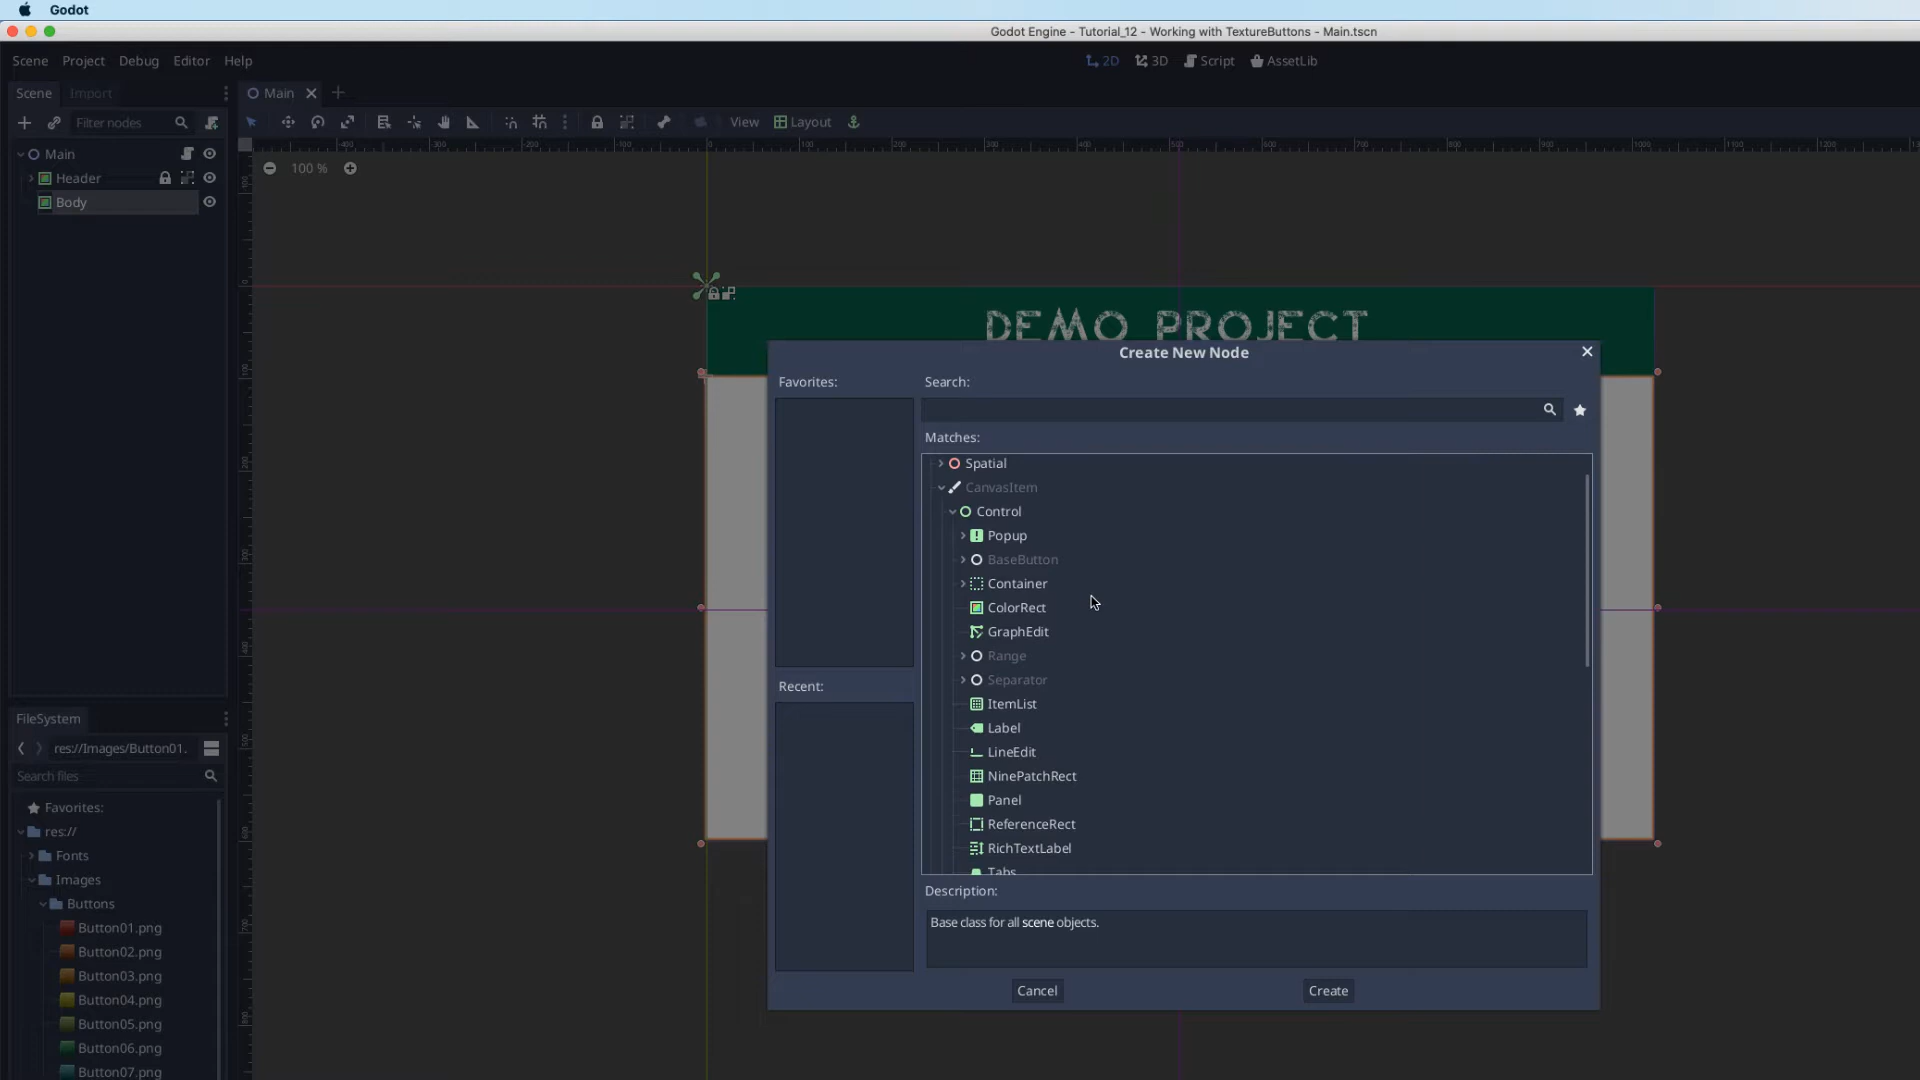 Godot
Godot Engine - Tutorial_12 - Working with TextureButtons - Main.tscn
Scene Project Debug Editor Help
2D 3D Script AssetLib
Scene Import
Main
Filter nodes
View Layout
Main
Header
Body
100 %
DEMO PROJECT
Create New Node
Favorites:
Search:
Matches:
Spatial
CanvasItem
Control
Popup
BaseButton
Container
ColorRect
GraphEdit
Range
Separator
ItemList
Label
LineEdit
NinePatchRect
Panel
ReferenceRect
RichTextLabel
Tabs
Recent:
Description:
Base class for all scene objects.
Cancel
Create
FileSystem
res://Images/Button01.
Search files
Favorites:
res://
Fonts
Images
Buttons
Button01.png
Button02.png
Button03.png
Button04.png
Button05.png
Button06.png
Button07.png